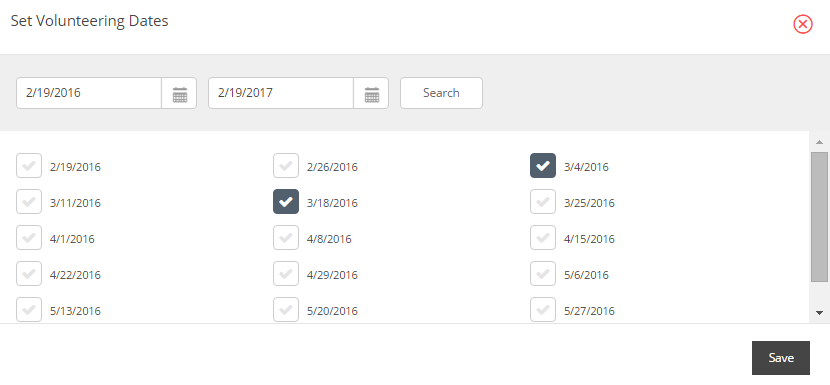 Set Volunteering Dates
2/19/2016 2/19/2017 Search
2/19/2016 2/26/2016 3/4/2016
3/11/2016 3/18/2016 3/25/2016
4/1/2016 4/8/2016 4/15/2016
4/22/2016 4/29/2016 5/6/2016
5/13/2016 5/20/2016 5/27/2016
Save